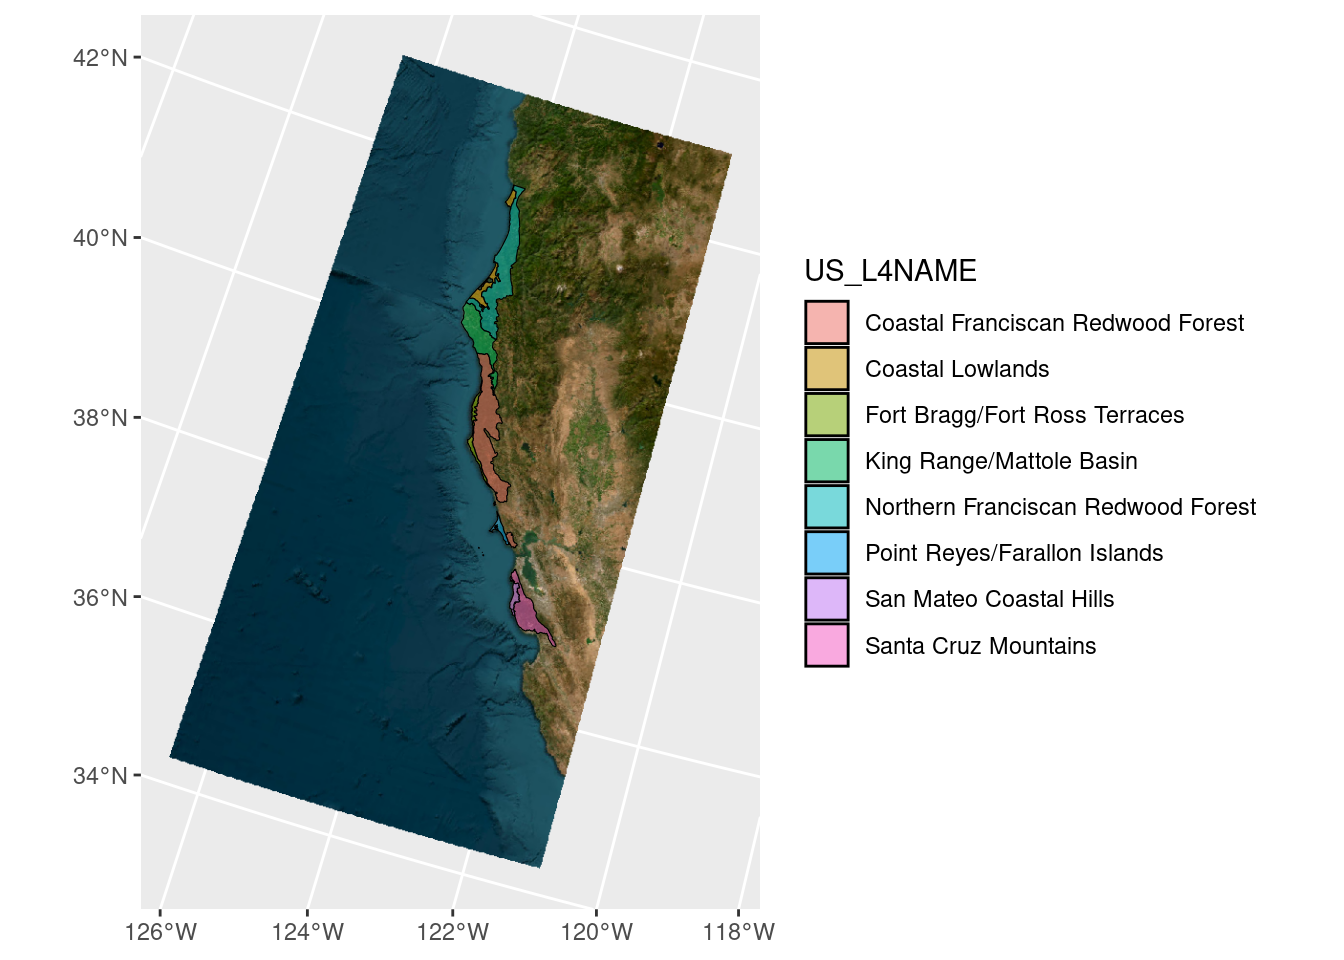 42°N
40°N
38°N
36°N
34°N
126°W
124°W
122°W
120°W
118°W
US_L4NAME
Coastal Franciscan Redwood Forest
Coastal Lowlands
Fort Bragg/Fort Ross Terraces
King Range/Mattole Basin
Northern Franciscan Redwood Forest
Point Reyes/Farallon Islands
San Mateo Coastal Hills
Santa Cruz Mountains